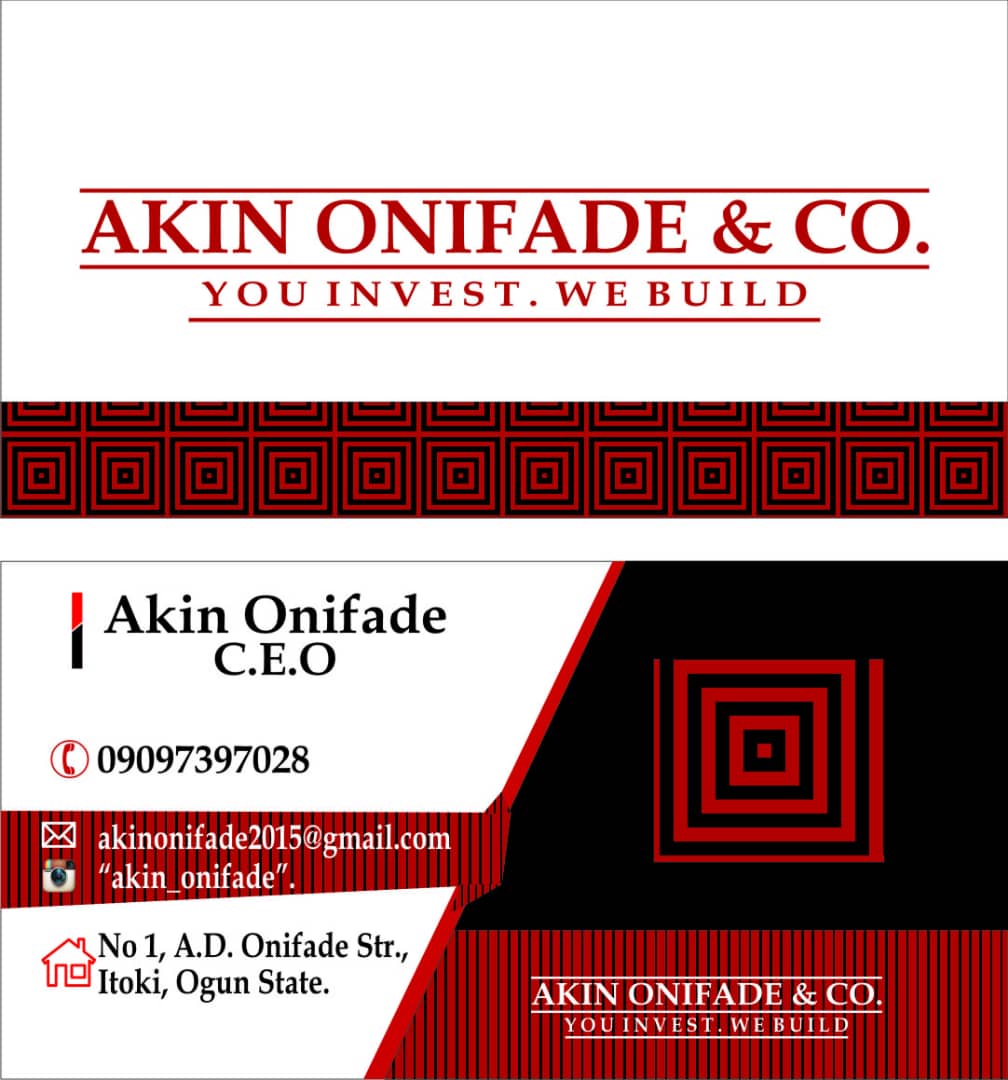 AKIN ONIFADE & CO.
YOU INVEST. WE BUILD
Akin Onifade
C.E.O
09097397028
akinonifade2015@gmail.com
“akin_onifade”.
No 1, A.D. Onifade Str.,
Itoki, Ogun State.
AKIN ONIFADE & CO.
YOU INVEST. WE BUILD